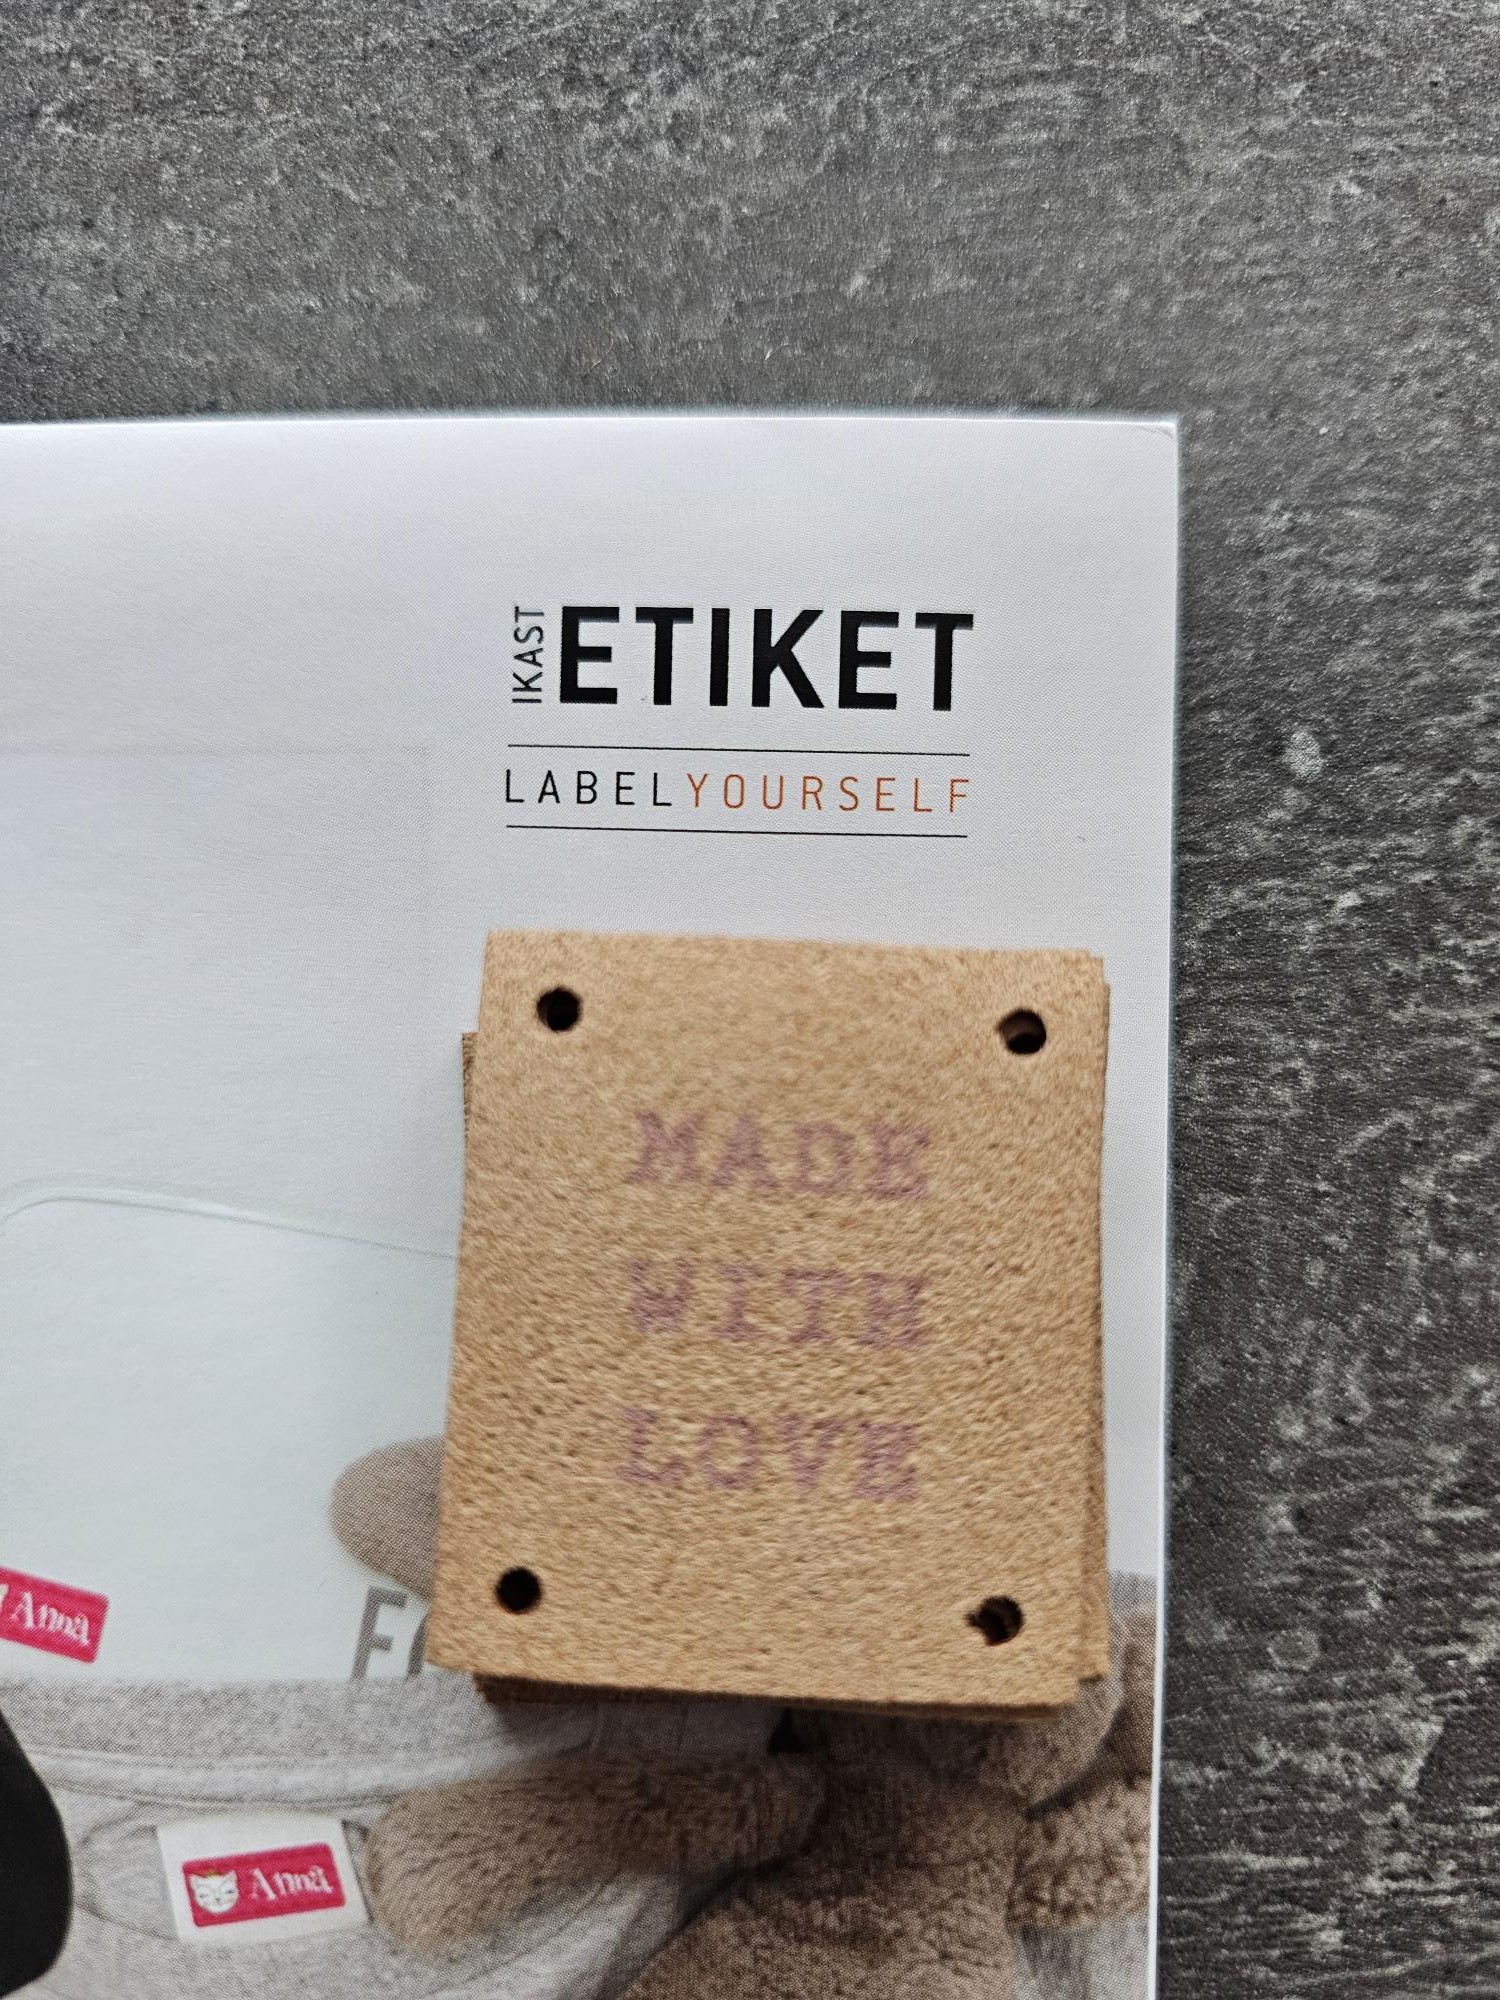 IKAST ETIKET
LABELYOURSELF
MADE
WITH
LOVE
Anna
F
Anna